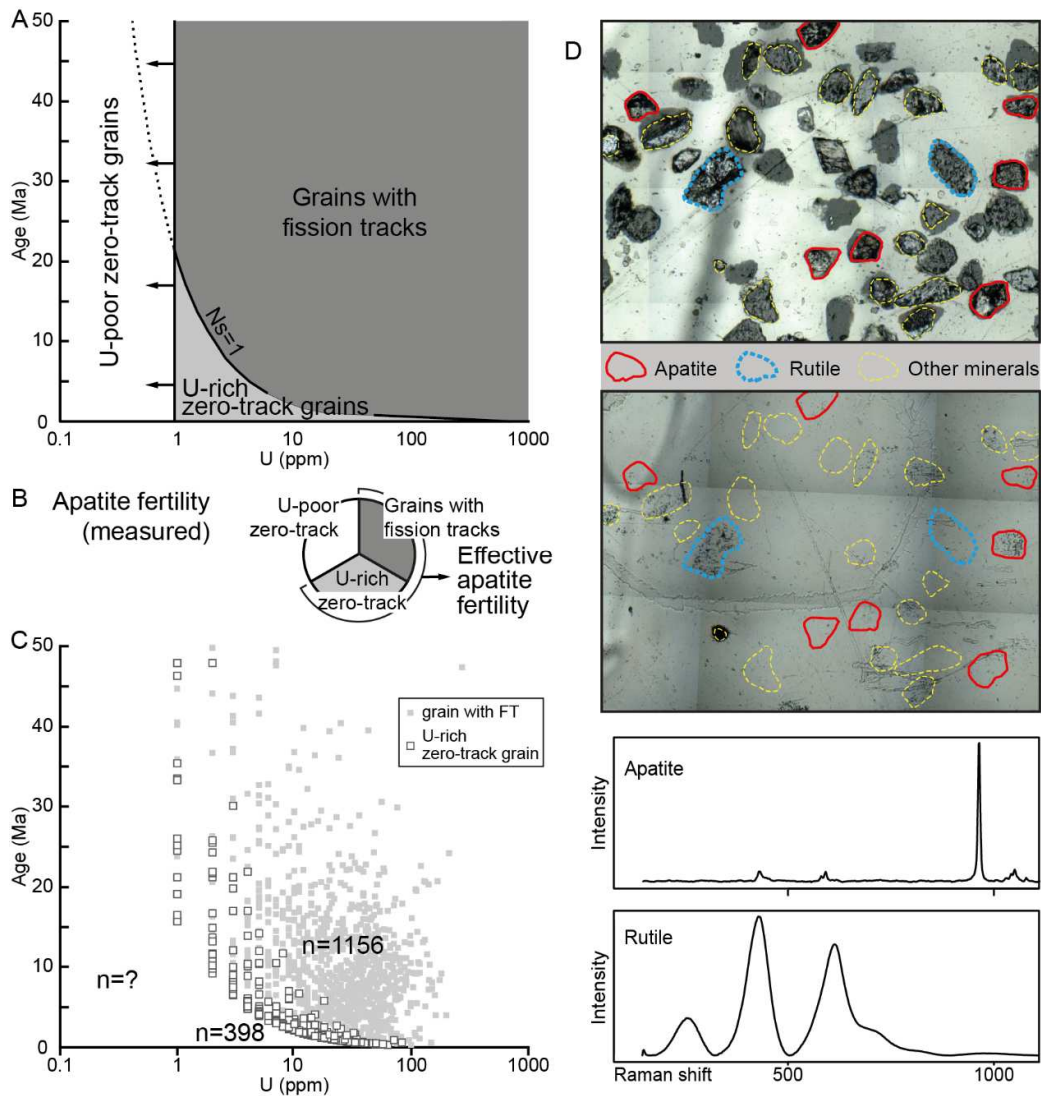 A
50
40
30
20
10
0
Age (Ma)
U-poor zero-track grains
Grains with
fission tracks
Ns=1
U-rich
zero-track grains
0.1
1
10
100
1000
U (ppm)
B
Apatite fertility
(measured)
U-poor
zero-track
Grains with
fission tracks
U-rich
zero-track
Effective
apatite
fertility
C
50
40
30
20
10
0
Age (Ma)
grain with FT
U-rich
zero-track grain
n=1156
n=?
n=398
0.1
1
10
100
1000
U (ppm)
D
Apatite
Rutile
Other minerals
Apatite
Intensity
500
1000
Rutile
Intensity
Raman shift
500
1000